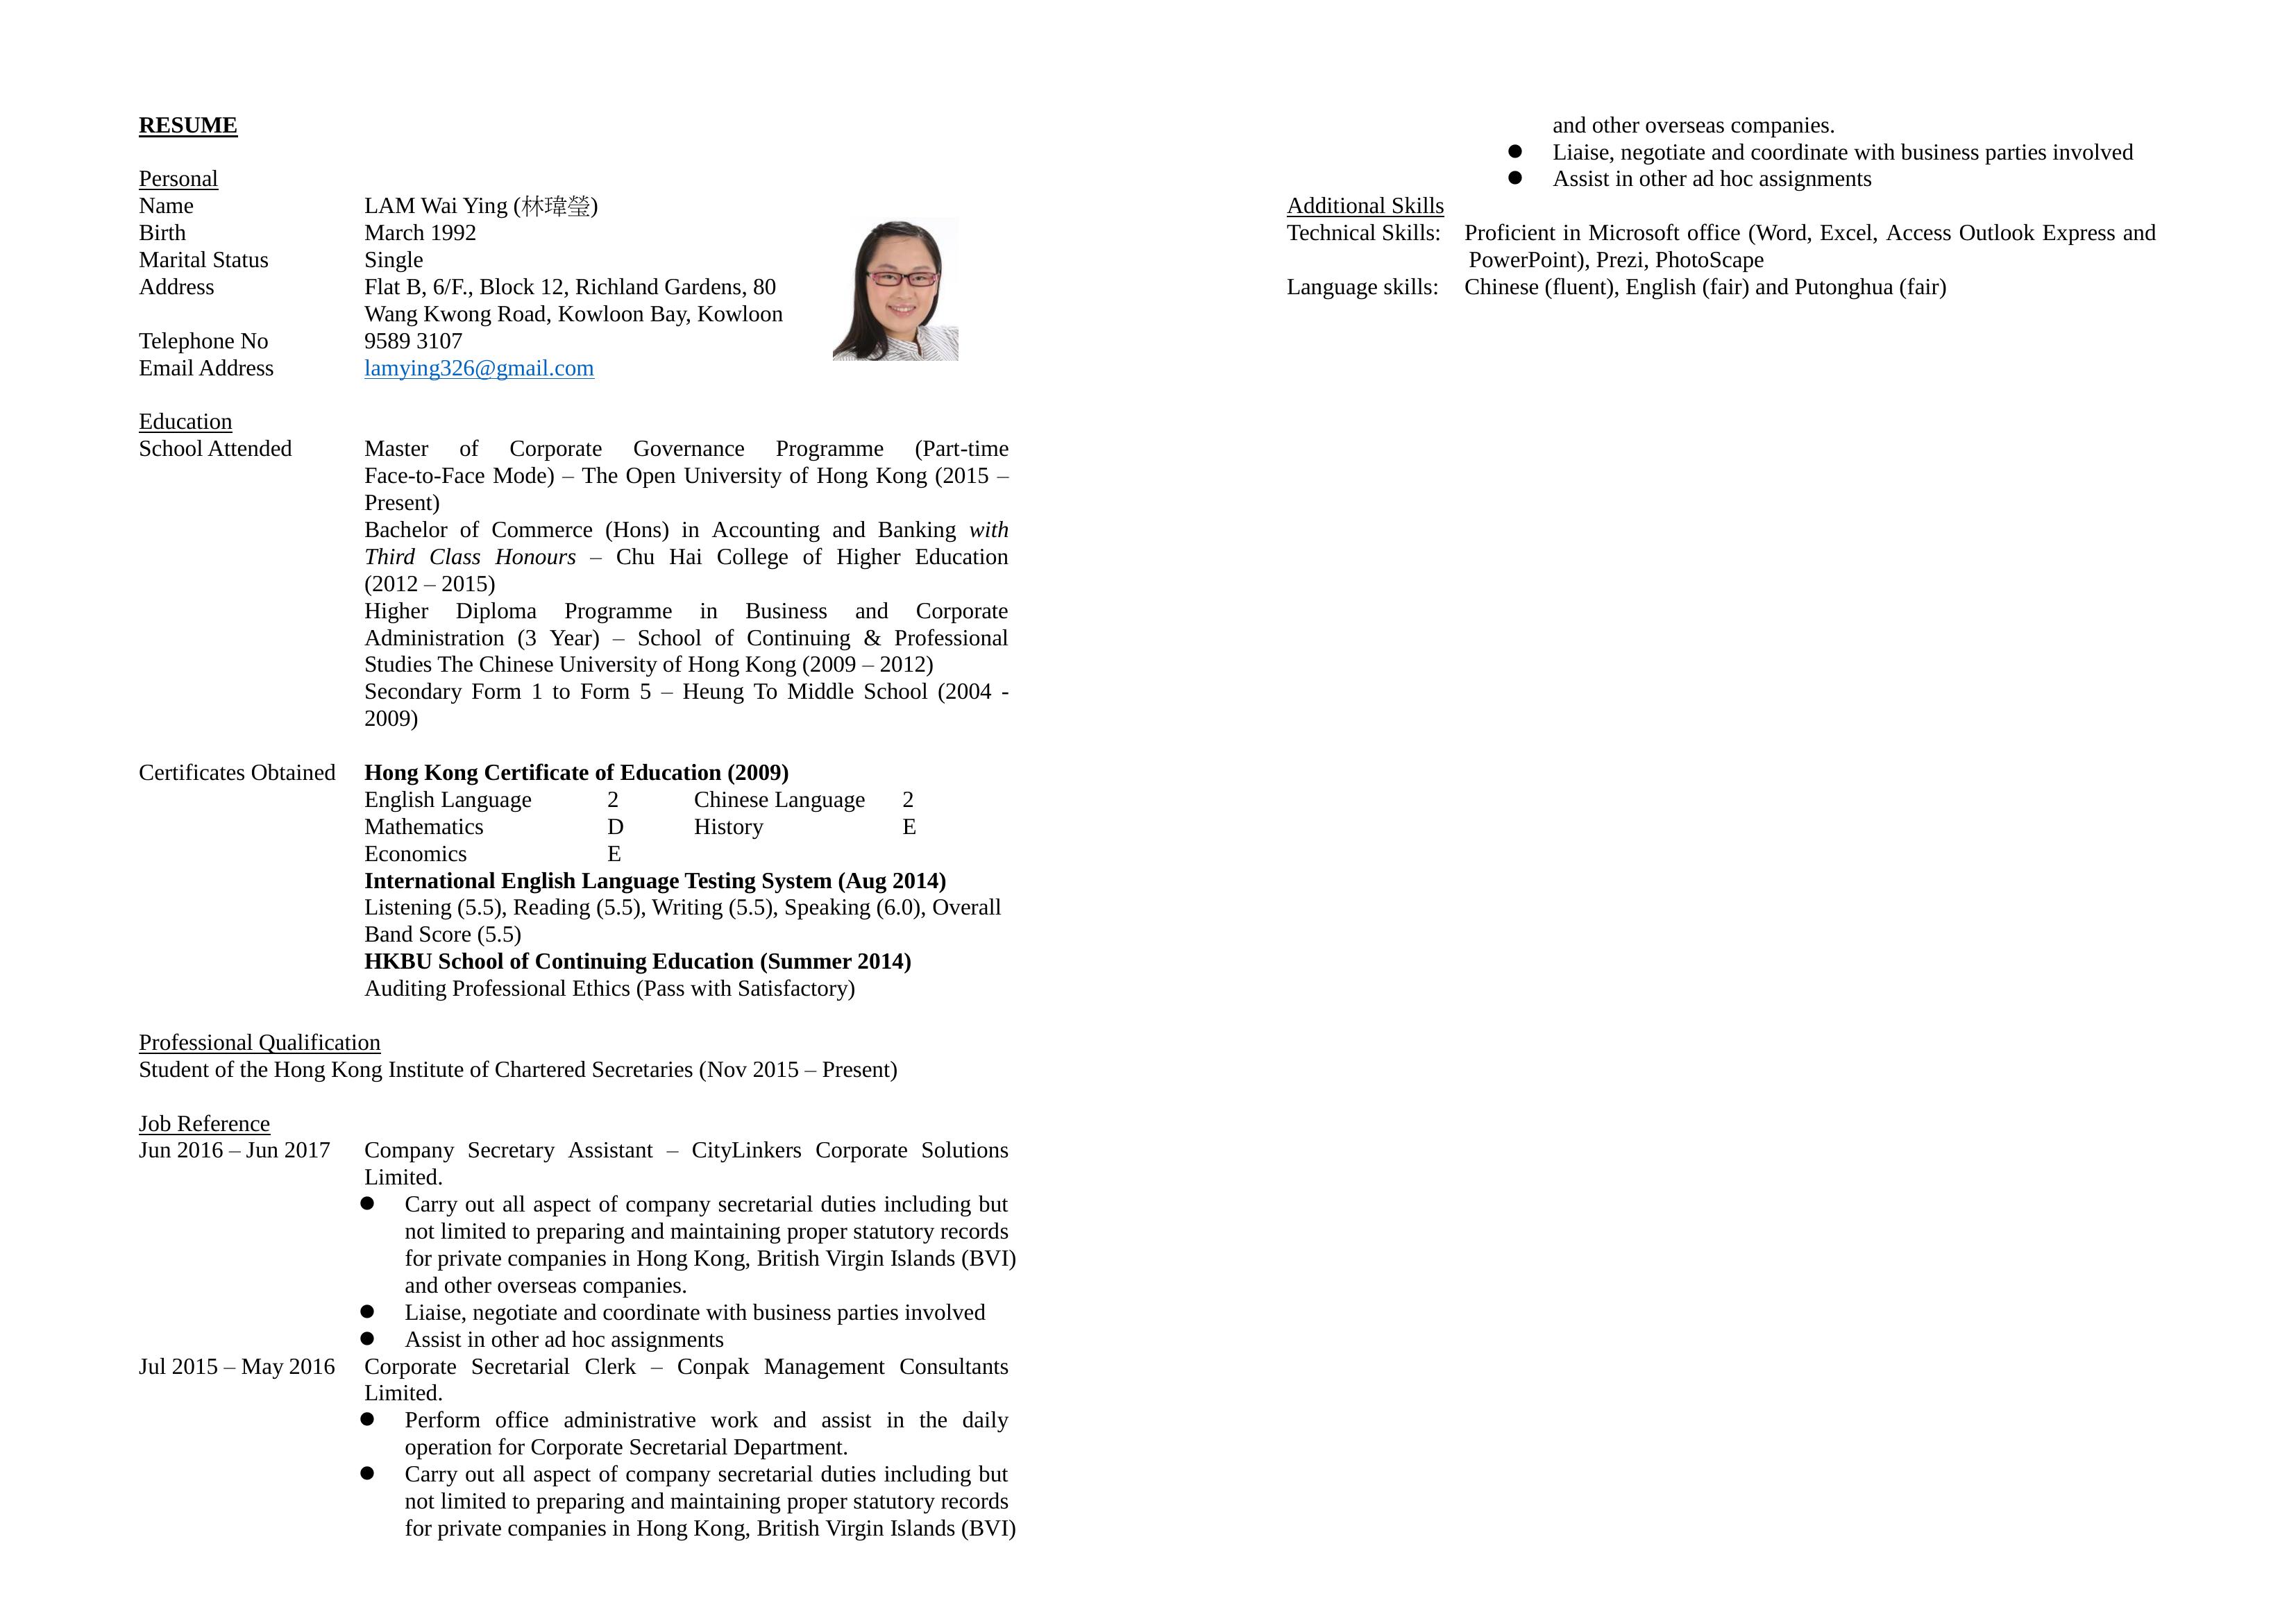 RESUME
Personal
Name LAM Wai Ying (林瑋瑩)
Birth March 1992
Marital Status Single
Address Flat B, 6/F., Block 12, Richland Gardens, 80
Wang Kwong Road, Kowloon Bay, Kowloon
Telephone No 9589 3107
Email Address lamying326@gmail.com
Education
School Attended Master of Corporate Governance Programme (Part-time
Face-to-Face Mode) – The Open University of Hong Kong (2015 –
Present)
Bachelor of Commerce (Hons) in Accounting and Banking with
Third Class Honours – Chu Hai College of Higher Education
(2012 – 2015)
Higher Diploma Programme in Business and Corporate
Administration (3 Year) – School of Continuing & Professional
Studies The Chinese University of Hong Kong (2009 – 2012)
Secondary Form 1 to Form 5 – Heung To Middle School (2004 -
2009)
Certificates Obtained Hong Kong Certificate of Education (2009)
English Language 2 Chinese Language 2
Mathematics D History E
Economics E
International English Language Testing System (Aug 2014)
Listening (5.5), Reading (5.5), Writing (5.5), Speaking (6.0), Overall
Band Score (5.5)
HKBU School of Continuing Education (Summer 2014)
Auditing Professional Ethics (Pass with Satisfactory)
Professional Qualification
Student of the Hong Kong Institute of Chartered Secretaries (Nov 2015 – Present)
Job Reference
Jun 2016 – Jun 2017 Company Secretary Assistant – CityLinkers Corporate Solutions
Limited.
● Carry out all aspect of company secretarial duties including but
not limited to preparing and maintaining proper statutory records
for private companies in Hong Kong, British Virgin Islands (BVI)
and other overseas companies.
● Liaise, negotiate and coordinate with business parties involved
● Assist in other ad hoc assignments
Jul 2015 – May 2016 Corporate Secretarial Clerk – Conpak Management Consultants
Limited.
● Perform office administrative work and assist in the daily
operation for Corporate Secretarial Department.
● Carry out all aspect of company secretarial duties including but
not limited to preparing and maintaining proper statutory records
for private companies in Hong Kong, British Virgin Islands (BVI)
and other overseas companies.
● Liaise, negotiate and coordinate with business parties involved
● Assist in other ad hoc assignments
Additional Skills
Technical Skills: Proficient in Microsoft office (Word, Excel, Access Outlook Express and
PowerPoint), Prezi, PhotoScape
Language skills: Chinese (fluent), English (fair) and Putonghua (fair)